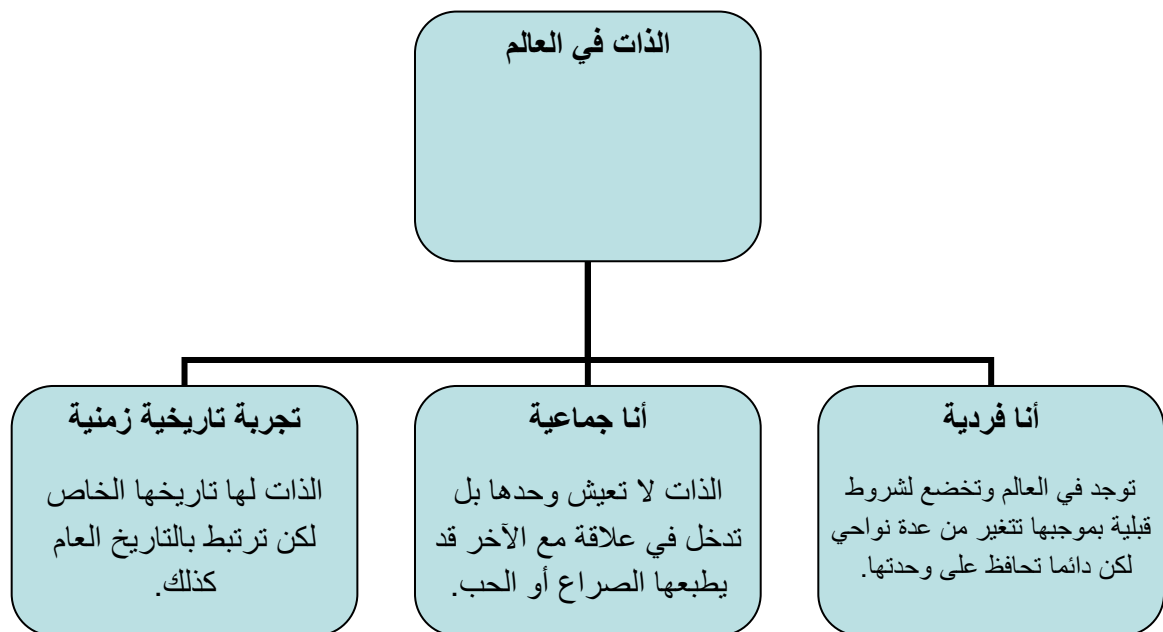 الذات في العالم
أنا فردية
توجد في العالم وتخضع لشروط
قبلية بموجبها تتغير من عدة نواحي
لكن دائما تحافظ على وحدتها.
أنا جماعية
الذات لا تعيش وحدها بل
تدخل في علاقة مع الآخر قد
يطبعها الصراع أو الحب.
تجربة تاريخية زمنية
الذات لها تاريخها الخاص
لكن ترتبط بالتاريخ العام
كذلك.